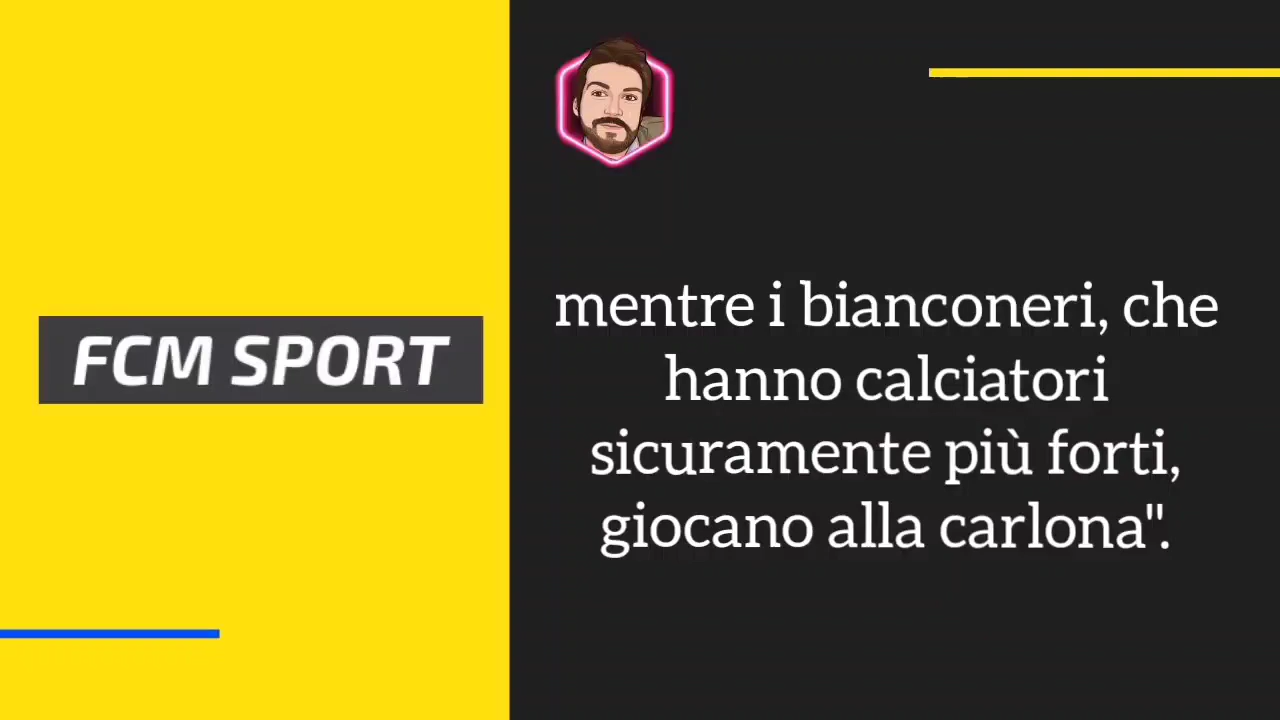 FCM SPORT
mentre i bianconeri, che
hanno calciatori
sicuramente più forti,
giocano alla carlona".